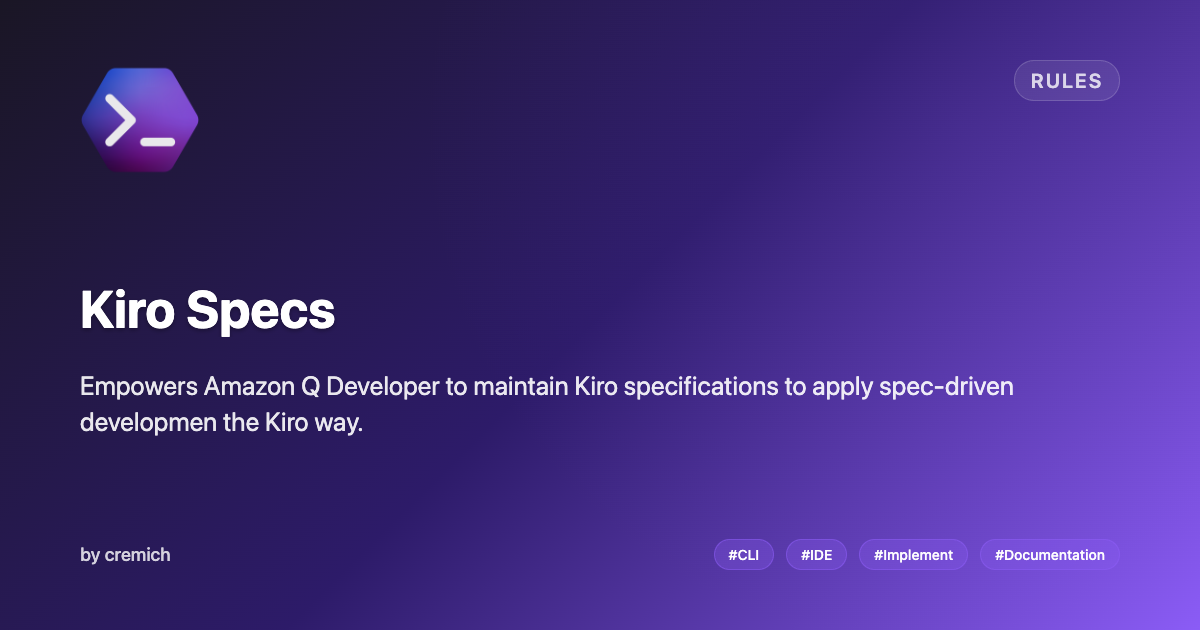 RULES
Kiro Specs
Empowers Amazon Q Developer to maintain Kiro specifications to apply spec-driven
developmen the Kiro way.
by cremich
#CLI #IDE #Implement #Documentation